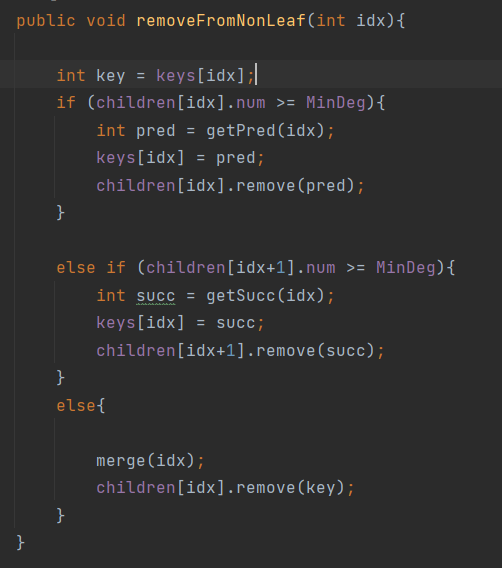 public void removeFromNonLeaf(int idx){
int key = keys[idx];
if (children[idx].num >= MinDeg){
int pred = getPred(idx);
keys[idx] = pred;
children[idx].remove(pred);
}
else if (children[idx+1].num >= MinDeg){
int succ = getSucc(idx);
keys[idx] = succ;
children[idx+1].remove(succ);
}
else{
merge(idx);
children[idx].remove(key);
}
}